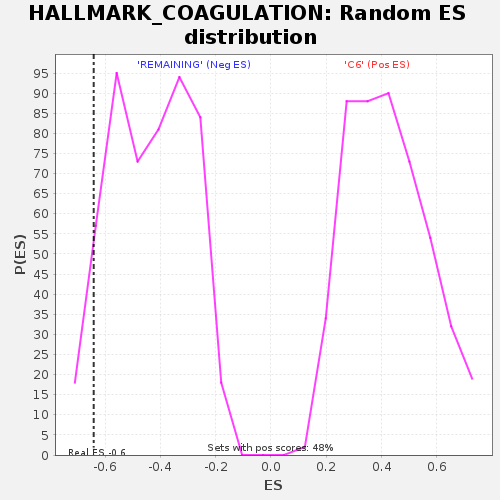 HALLMARK_COAGULATION: Random ES
distribution
'REMAINING' (Neg ES)
'C6' (Pos ES)
95
90
85
80
75
70
65
60
55
50
45
40
35
30
25
20
15
10
5
0
P(ES)
Real ES -0.6
Sets with pos scores: 48%
-0.6 -0.4 -0.2 0.0 0.2 0.4 0.6
ES